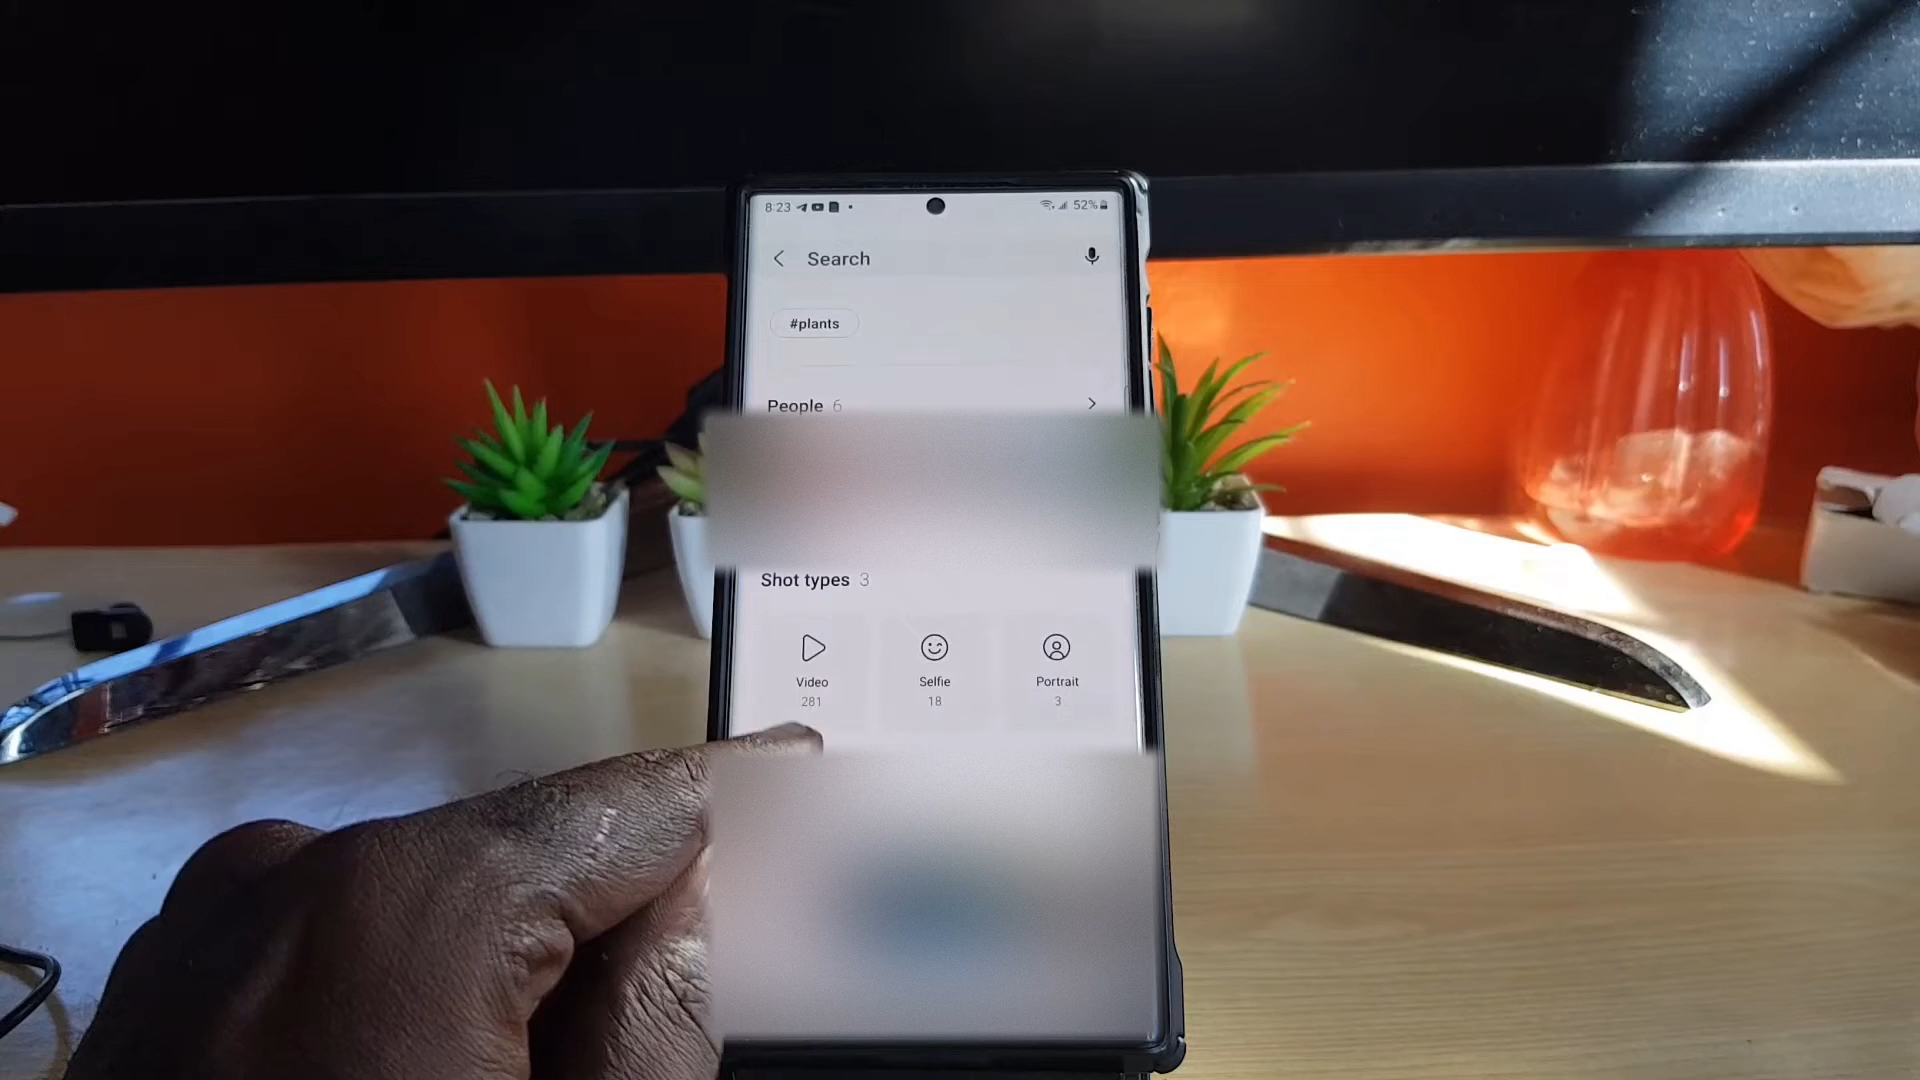 8:23 52%
Search
#plants
People 6
Shot types 3
Video Selfie Portrait
281 18 3